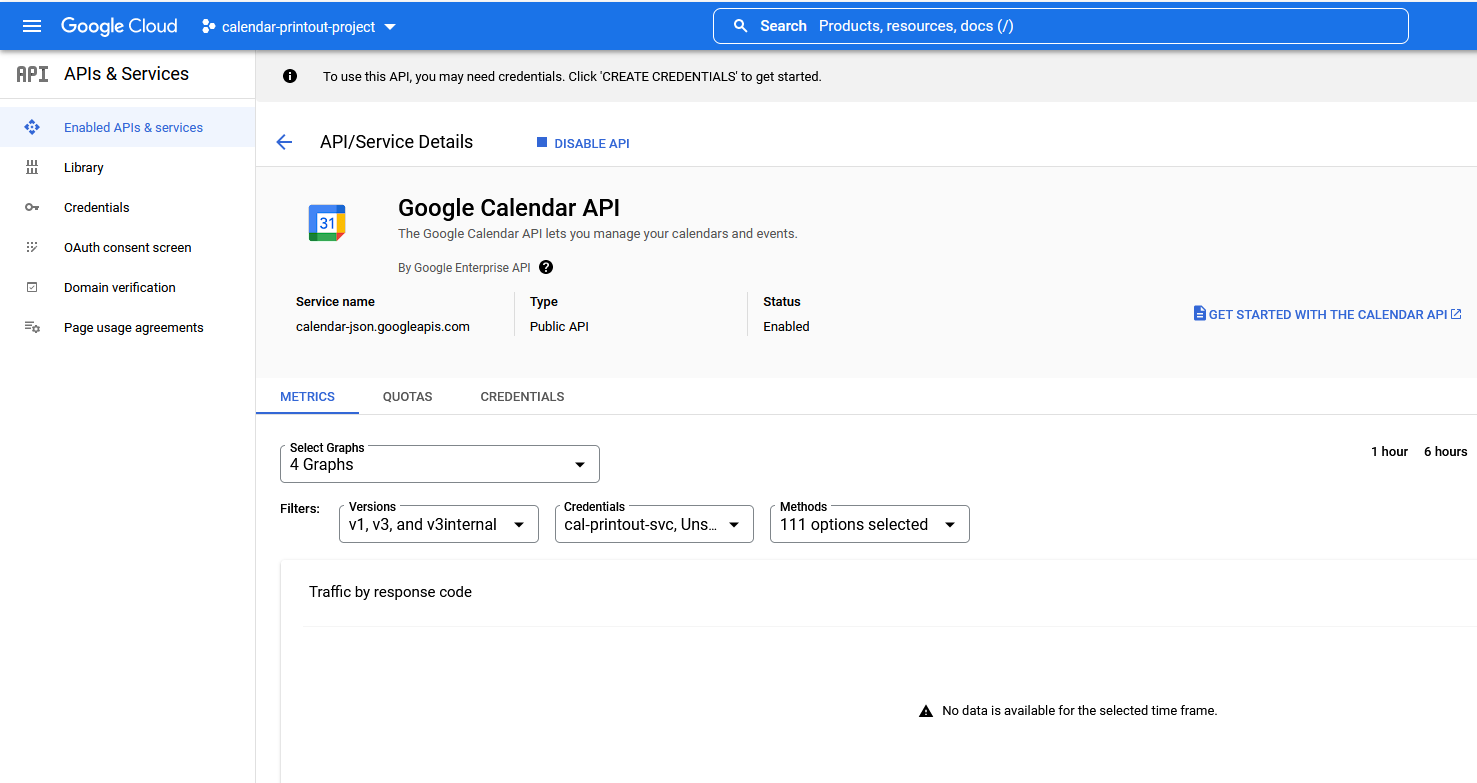 Google Cloud
calendar-printout-project
Search Products, resources, docs (/)
API APIs & Services
Enabled APIs & services
Library
Credentials
OAuth consent screen
Domain verification
Page usage agreements
To use this API, you may need credentials. Click 'CREATE CREDENTIALS' to get started.
API/Service Details
DISABLE API
31
Google Calendar API
The Google Calendar API lets you manage your calendars and events.
By Google Enterprise API ?
Service name
calendar-json.googleapis.com
Type
Public API
Status
Enabled
GET STARTED WITH THE CALENDAR API
METRICS QUOTAS CREDENTIALS
Select Graphs
4 Graphs
1 hour 6 hours
Filters:
Versions
v1, v3, and v3internal
Credentials
cal-printout-svc, Uns...
Methods
111 options selected
Traffic by response code
No data is available for the selected time frame.